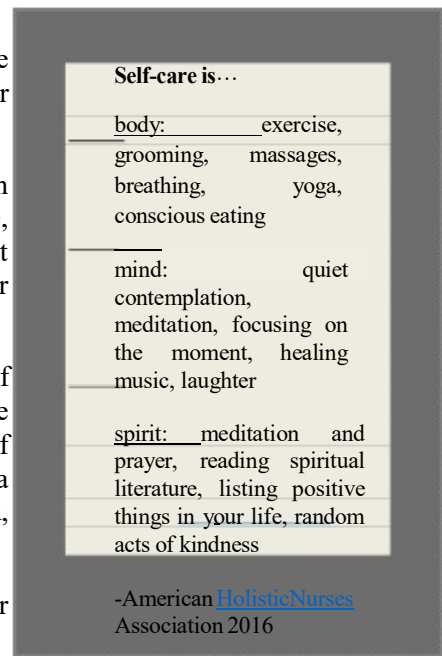 Self-care is…
body: exercise,
grooming, massages,
breathing, yoga,
conscious eating
mind: quiet
contemplation,
meditation, focusing on
the moment, healing
music, laughter
spirit: meditation and
prayer, reading spiritual
literature, listing positive
things in your life, random
acts of kindness
-American HolisticNurses
Association 2016